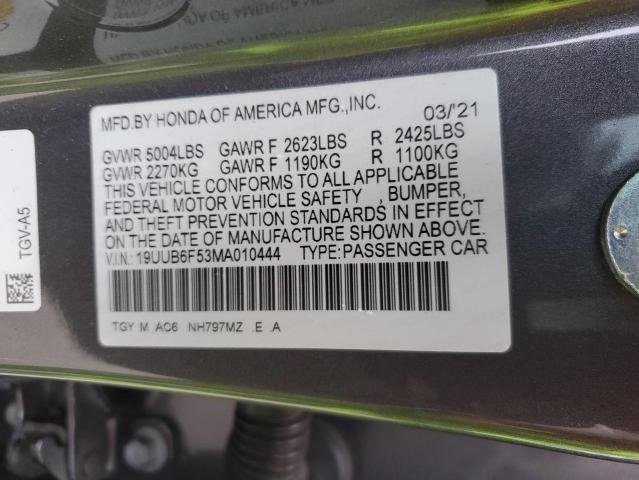 MFD.BY HONDA OF AMERICA MFG.,INC. 03/'21
GVWR 5004LBS GAWR F 2623LBS R 2425LBS
GVWR 2270KG GAWR F 1190KG R 1100KG
THIS VEHICLE CONFORMS TO ALL APPLICABLE
FEDERAL MOTOR VEHICLE SAFETY , BUMPER,
AND THEFT PREVENTION STANDARDS IN EFFECT
ON THE DATE OF MANUFACTURE SHOWN ABOVE.
V.I.N.: 19UUB6F53MA010444 TYPE:PASSENGER CAR
TGY M AC6 NH797MZ .E .A
TGV-A5